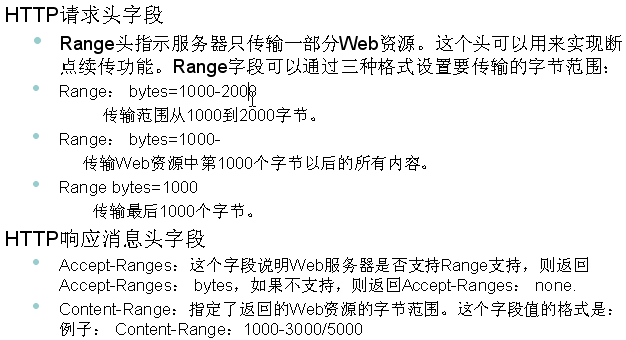 HTTP请求头字段
Range头指示服务器只传输一部分Web资源。这个头可以用来实现断
点续传功能。Range字段可以通过三种格式设置要传输的字节范围：
Range： bytes=1000-2000
传输范围从1000到2000字节。
Range： bytes=1000-
传输Web资源中第1000个字节以后的所有内容。
Range bytes=1000
传输最后1000个字节。
HTTP响应消息头字段
Accept-Ranges：这个字段说明Web服务器是否支持Range支持，则返回
Accept-Ranges： bytes，如果不支持，则返回Accept-Ranges： none.
Content-Range：指定了返回的Web资源的字节范围。这个字段值的格式是：
例子： Content-Range：1000-3000/5000